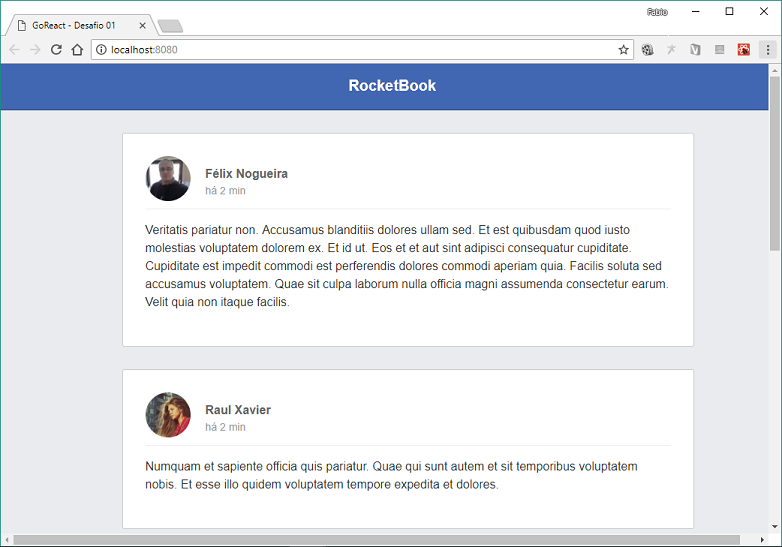 Fabio
GoReact - Desafio 01
localhost:8080
RocketBook
Félix Nogueira
há 2 min
Veritatis pariatur non. Accusamus blanditiis dolores ullam sed. Et est quibusdam quod iusto
molestias voluptatem dolorem ex. Et id ut. Eos et et aut sint adipisci consequatur cupiditate.
Cupiditate est impedit commodi est perferendis dolores commodi aperiam quia. Facilis soluta sed
accusamus voluptatem. Quae sit culpa laborum nulla officia magni assumenda consectetur earum.
Velit quia non itaque facilis.
Raul Xavier
há 2 min
Numquam et sapiente officia quis pariatur. Quae qui sunt autem et sit temporibus voluptatem
nobis. Et esse illo quidem voluptatem tempore expedita et dolores.